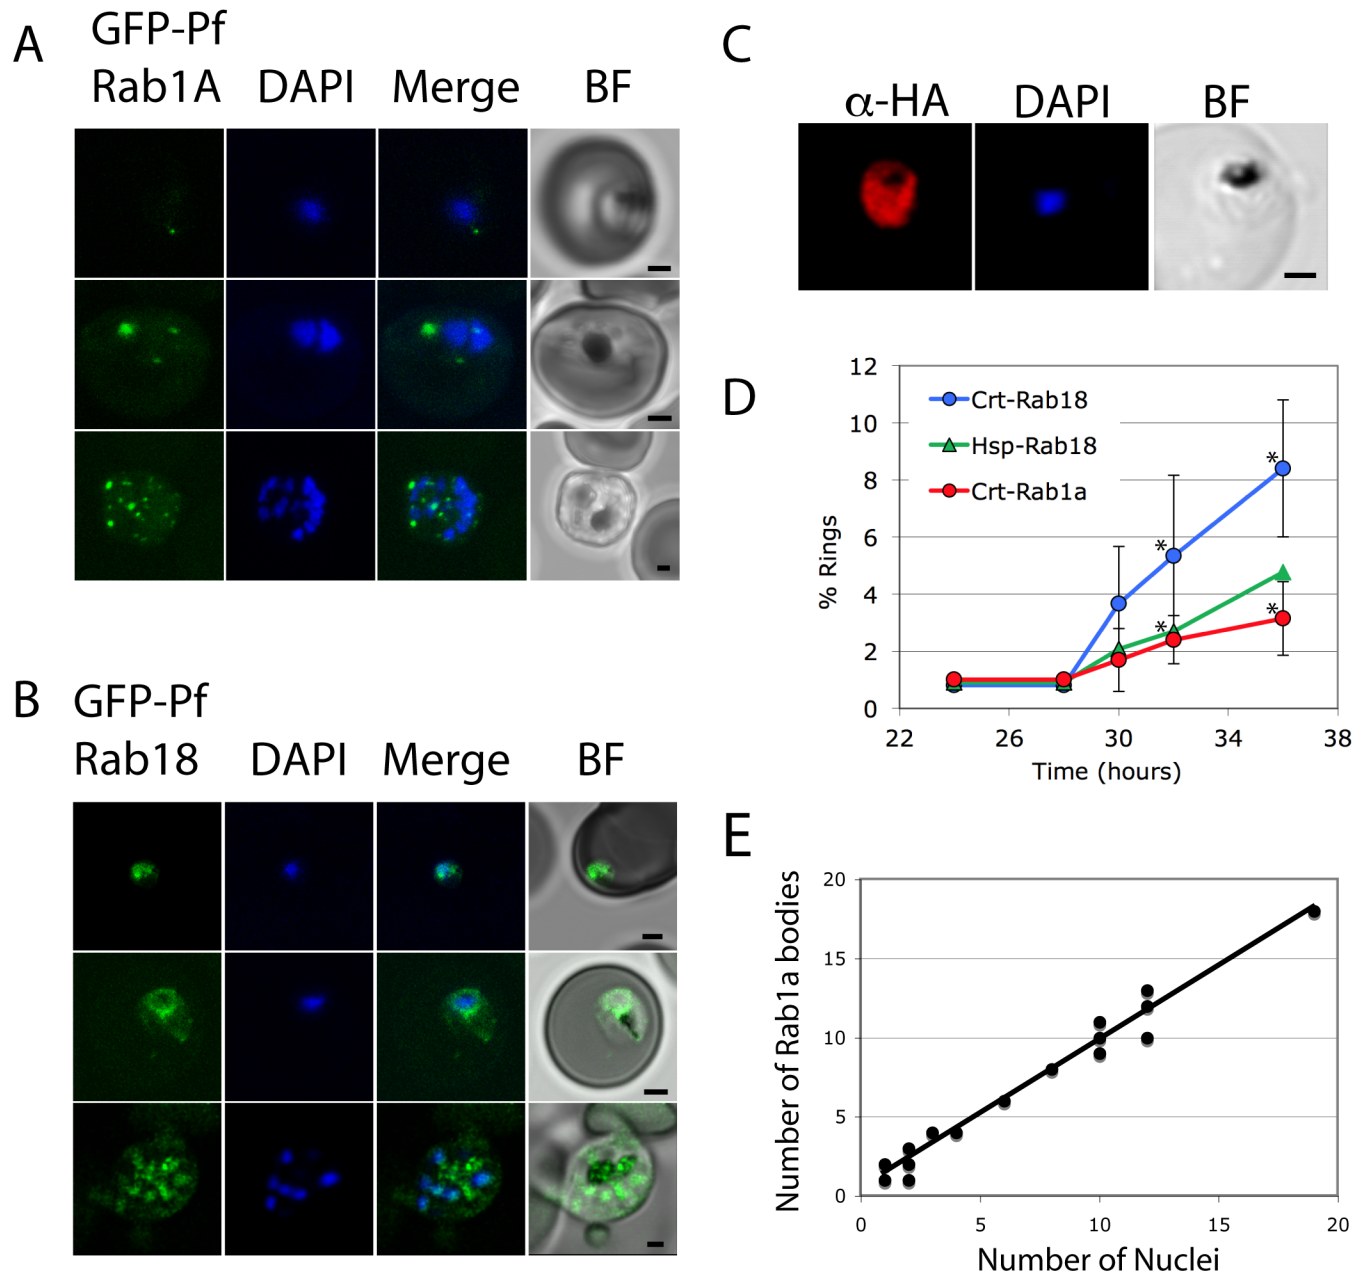 A
GFP-Pf
Rab1A DAPI Merge BF
B
GFP-Pf
Rab18 DAPI Merge BF
C
α-HA DAPI BF
D
12
10
8
6
4
2
0
% Rings
Crt-Rab18
Hsp-Rab18
Crt-Rab1a
*
*
*
*
22 26 30 34 38
Time (hours)
E
20
15
10
5
0
Number of Rab1a bodies
0 5 10 15 20
Number of Nuclei